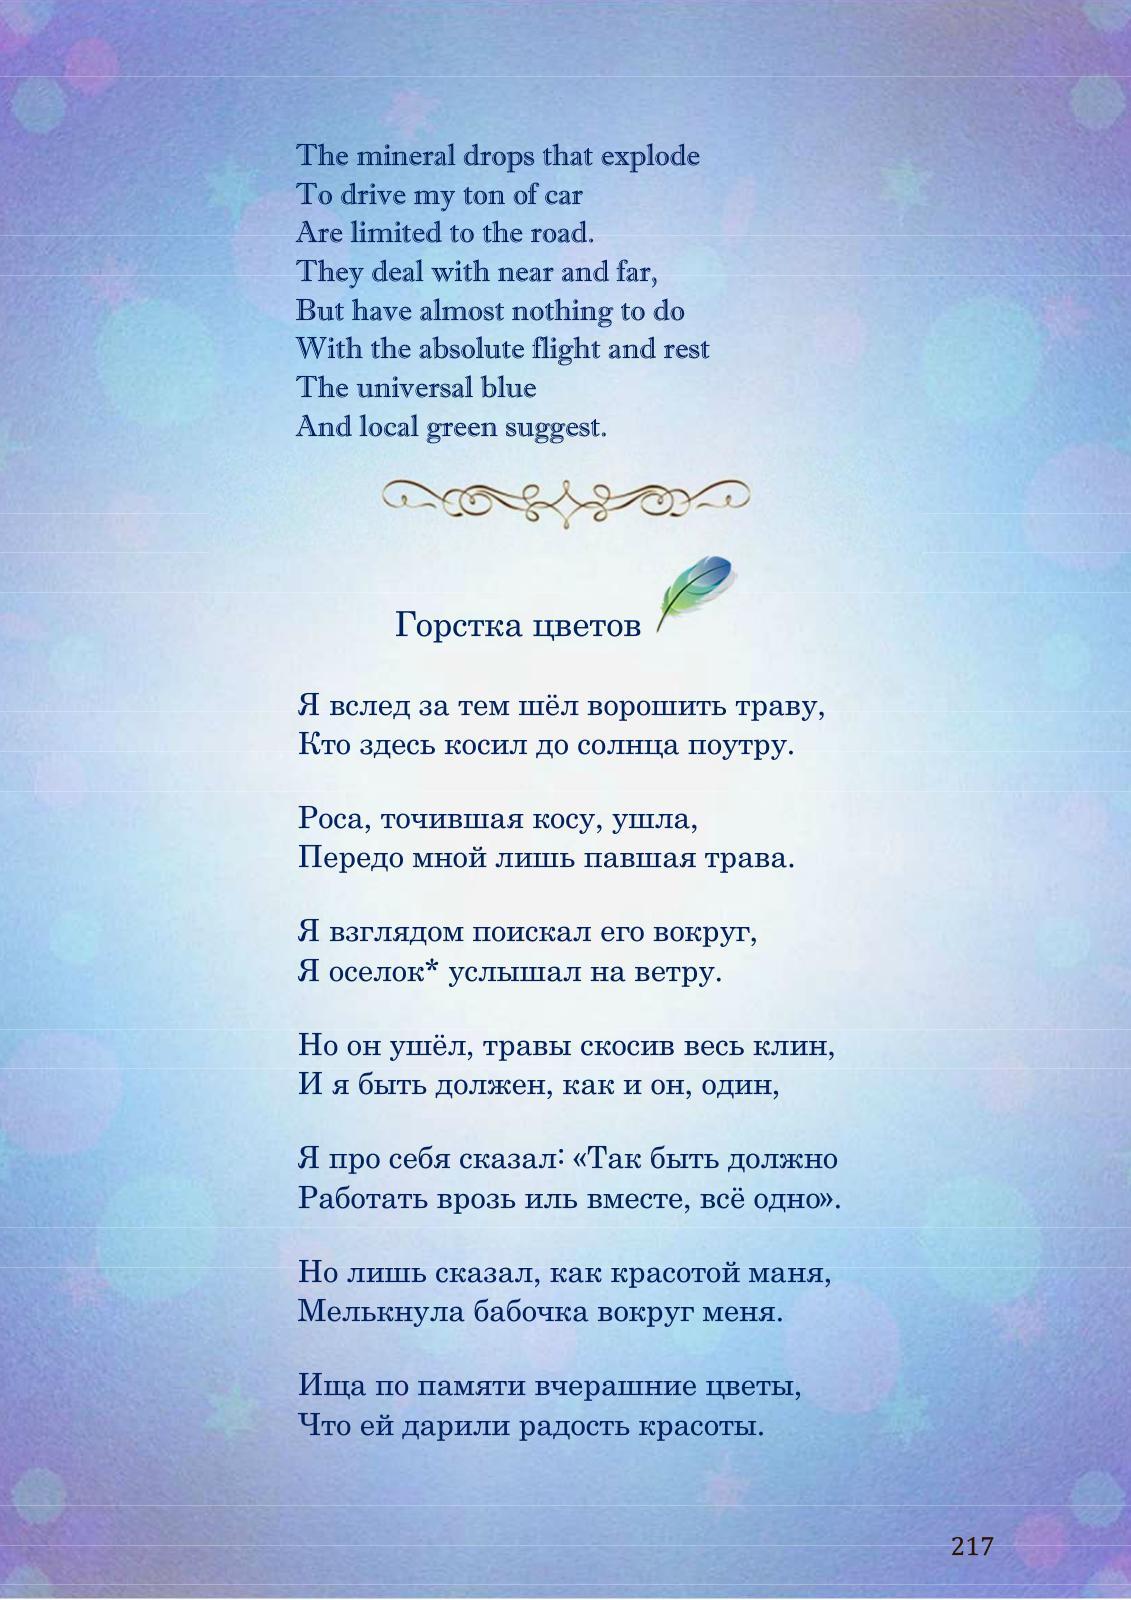 The mineral drops that explode
To drive my ton of car
Are limited to the road.
They deal with near and far,
But have almost nothing to do
With the absolute flight and rest
The universal blue
And local green suggest.
Горстка цветов
Я вслед за тем шёл ворошить траву,
Кто здесь косил до солнца поутру.
Роса, точившая косу, ушла,
Передо мной лишь павшая трава.
Я взглядом поискал его вокруг,
Я оселок* услышал на ветру.
Но он ушёл, травы скосив весь клин,
И я быть должен, как и он, один,
Я про себя сказал: «Так быть должно
Работать врозь иль вместе, всё одно».
Но лишь сказал, как красотой маня,
Мелькнула бабочка вокруг меня.
Ища по памяти вчерашние цветы,
Что ей дарили радость красоты.
217